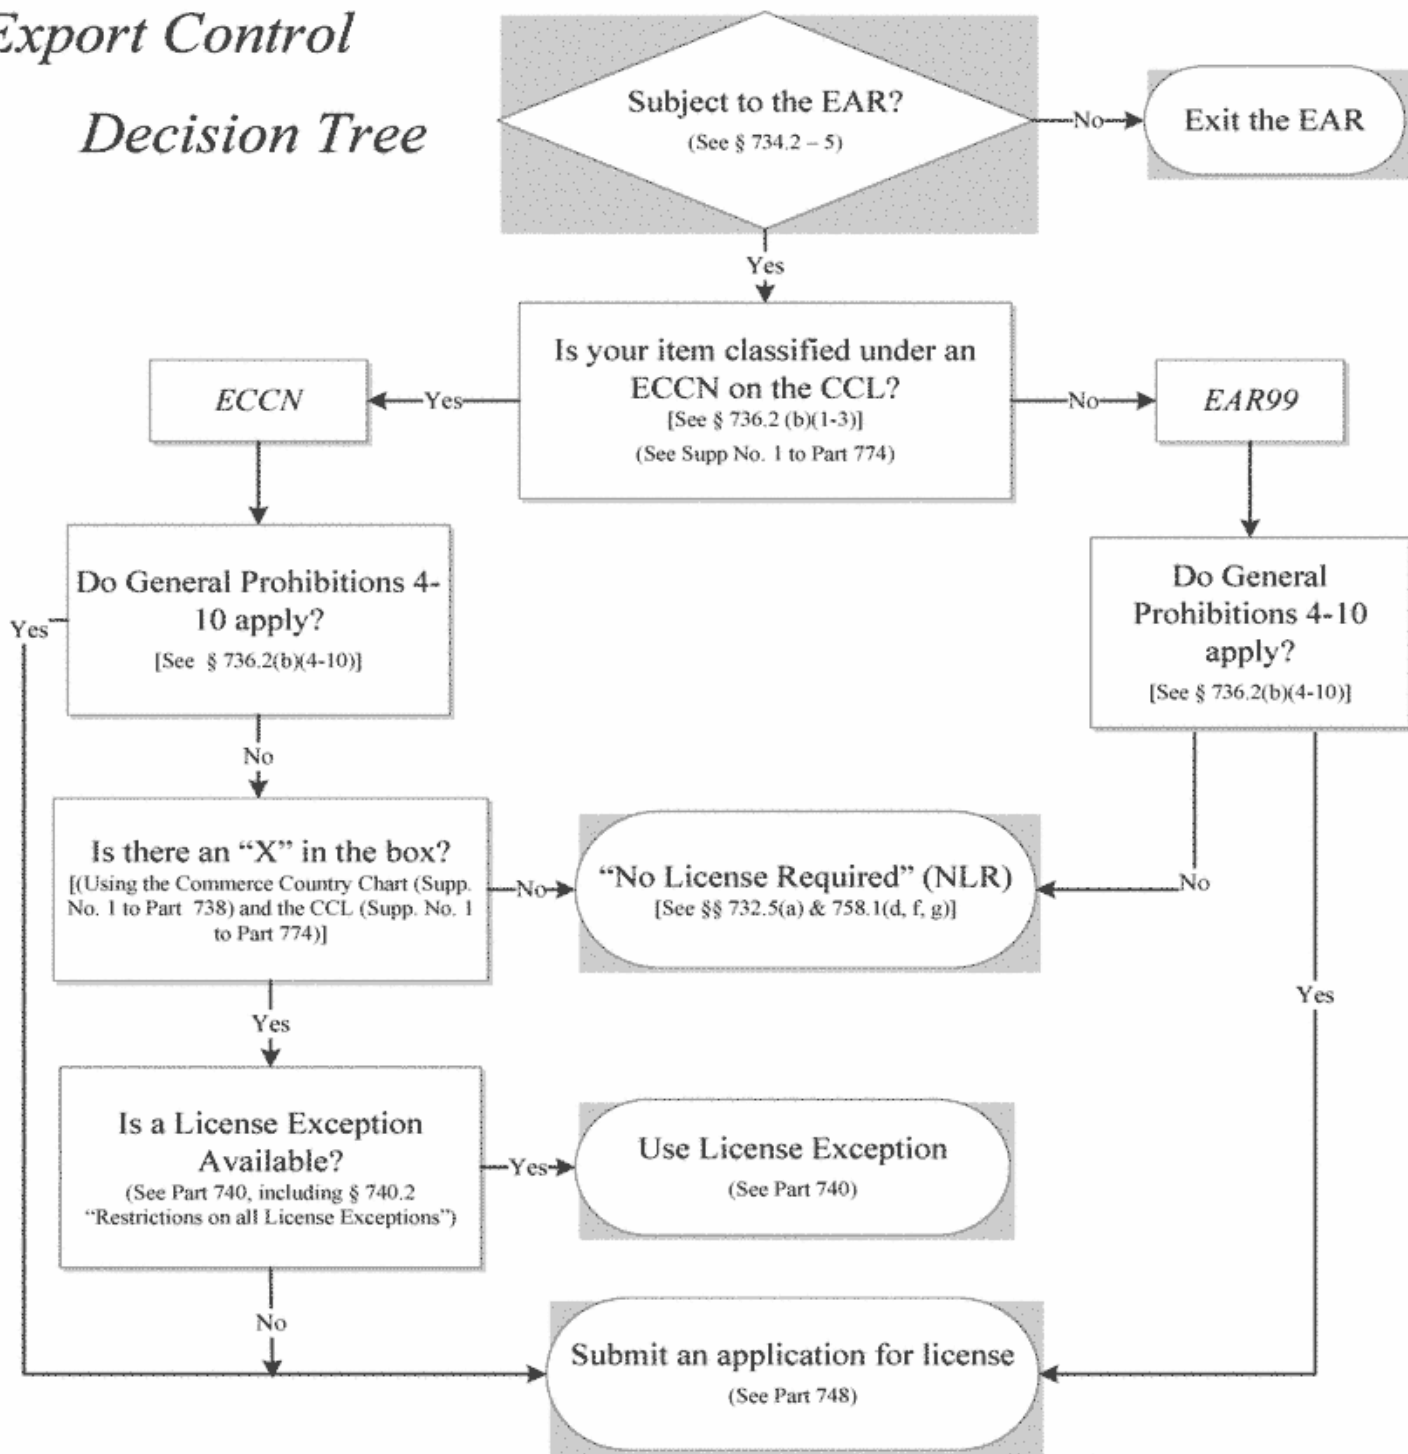 Export Control
Decision Tree
Subject to the EAR?
(See § 734.2 – 5)
No
Exit the EAR
Yes
Is your item classified under an
ECCN on the CCL?
[See § 736.2 (b)(1-3)]
(See Supp No. 1 to Part 774)
Yes
ECCN
No
EAR99
Do General Prohibitions 4-
10 apply?
[See § 736.2(b)(4-10)]
Yes
No
Do General
Prohibitions 4-10
apply?
[See § 736.2(b)(4-10)]
No
Yes
Is there an “X” in the box?
[(Using the Commerce Country Chart (Supp.
No. 1 to Part 738) and the CCL (Supp. No. 1
to Part 774)]
No
“No License Required” (NLR)
[See §§ 732.5(a) & 758.1(d, f, g)]
Yes
Is a License Exception
Available?
(See Part 740, including § 740.2
“Restrictions on all License Exceptions”)
Yes
Use License Exception
(See Part 740)
No
Submit an application for license
(See Part 748)